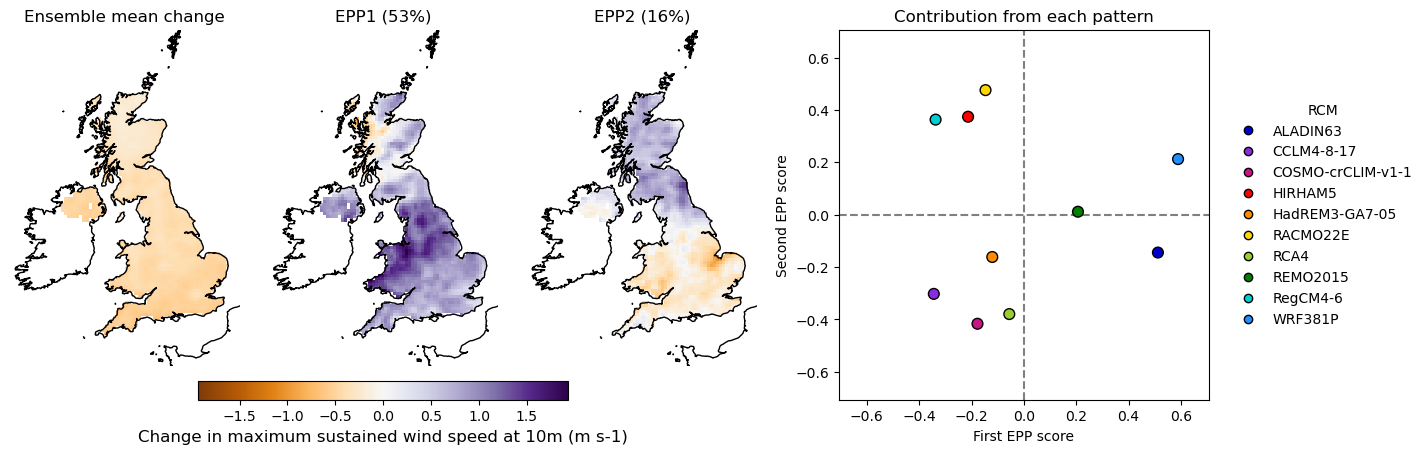 Ensemble mean change
EPP1 (53%)
EPP2 (16%)
Contribution from each pattern
−1.5 −1.0 −0.5 0.0 0.5 1.0 1.5
Change in maximum sustained wind speed at 10m (m s-1)
Second EPP score
0.6
0.4
0.2
0.0
−0.2
−0.4
−0.6
−0.6 −0.4 −0.2 0.0 0.2 0.4 0.6
First EPP score
RCM
ALADIN63
CCLM4-8-17
COSMO-crCLIM-v1-1
HIRHAM5
HadREM3-GA7-05
RACMO22E
RCA4
REMO2015
RegCM4-6
WRF381P